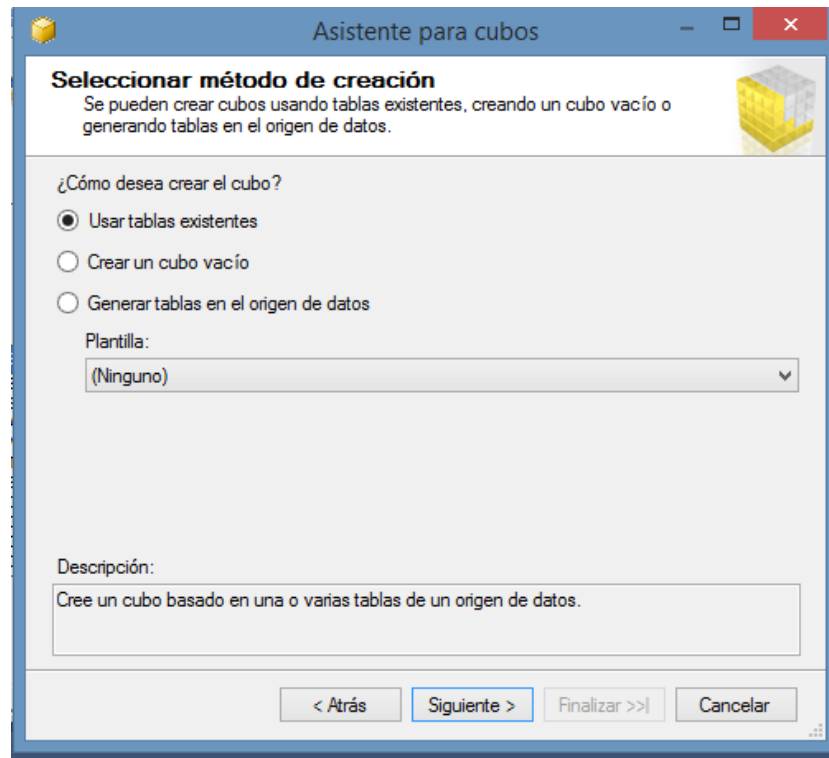 Asistente para cubos
Seleccionar método de creación
Se pueden crear cubos usando tablas existentes, creando un cubo vacío o
generando tablas en el origen de datos.
¿Cómo desea crear el cubo?
Usar tablas existentes
Crear un cubo vacío
Generar tablas en el origen de datos
Plantilla:
(Ninguno)
Descripción:
Cree un cubo basado en una o varias tablas de un origen de datos.
< Atrás
Siguiente >
Finalizar >>|
Cancelar